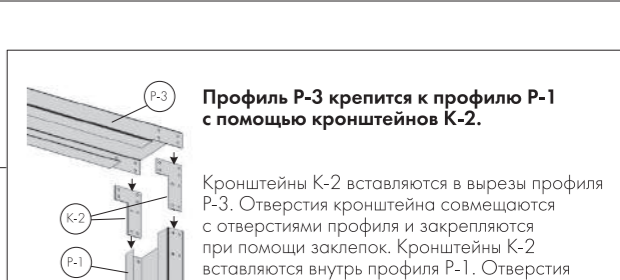 P-3
K-2
P-1
Профиль P-3 крепится к профилю P-1
с помощью кронштейнов К-2.
Кронштейны К-2 вставляются в вырезы профиля
P-3. Отверстия кронштейна совмещаются
с отверстиями профиля и закрепляются
при помощи заклепок. Кронштейны К-2
вставляются внутрь профиля P-1. Отверстия